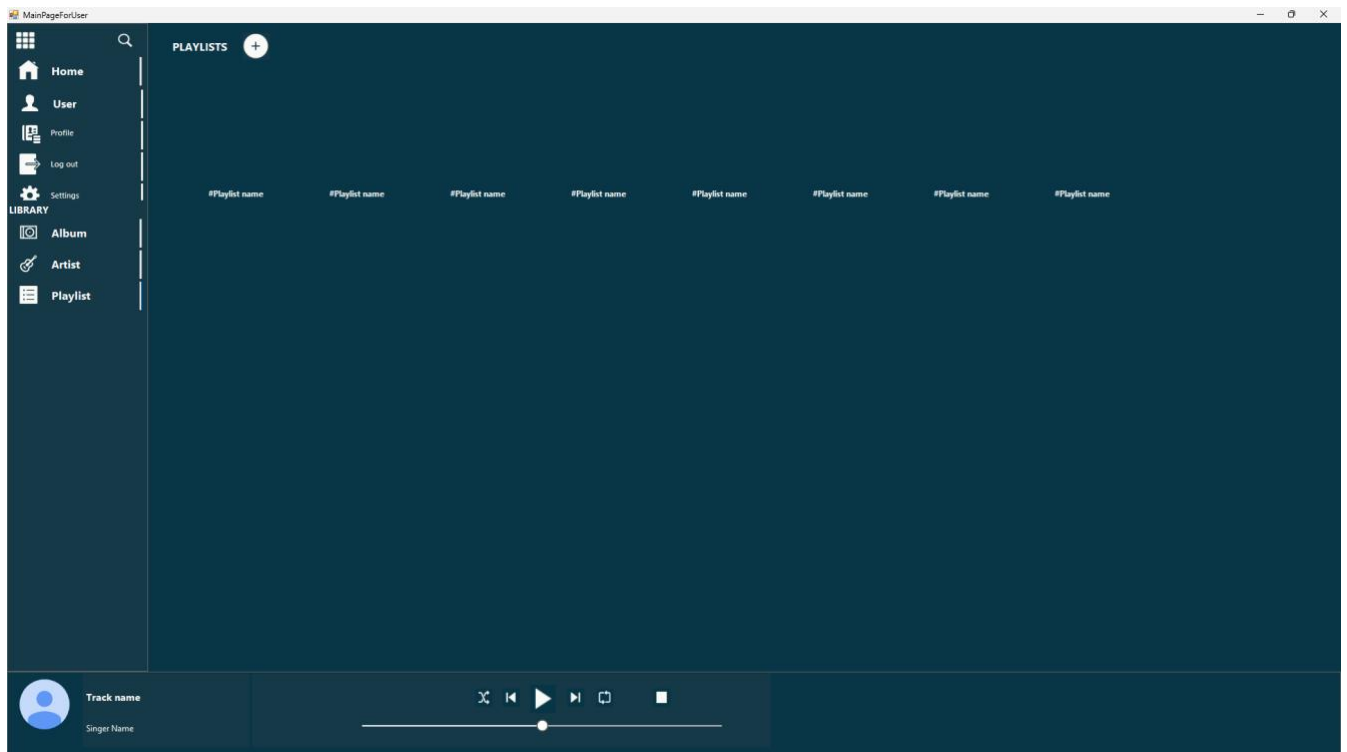 MainPageForUser
PLAYLISTS
Home
User
Profile
Log out
Settings
LIBRARY
Album
Artist
Playlist
#Playlist name #Playlist name #Playlist name #Playlist name #Playlist name #Playlist name #Playlist name #Playlist name
Track name
Singer Name